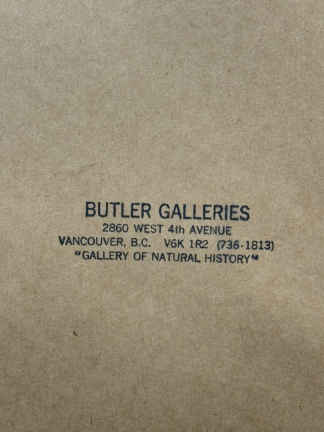 BUTLER GALLERIES
2860 WEST 4th AVENUE
VANCOUVER, B.C. V6K 1R2 (736-1813)
"GALLERY OF NATURAL HISTORY"